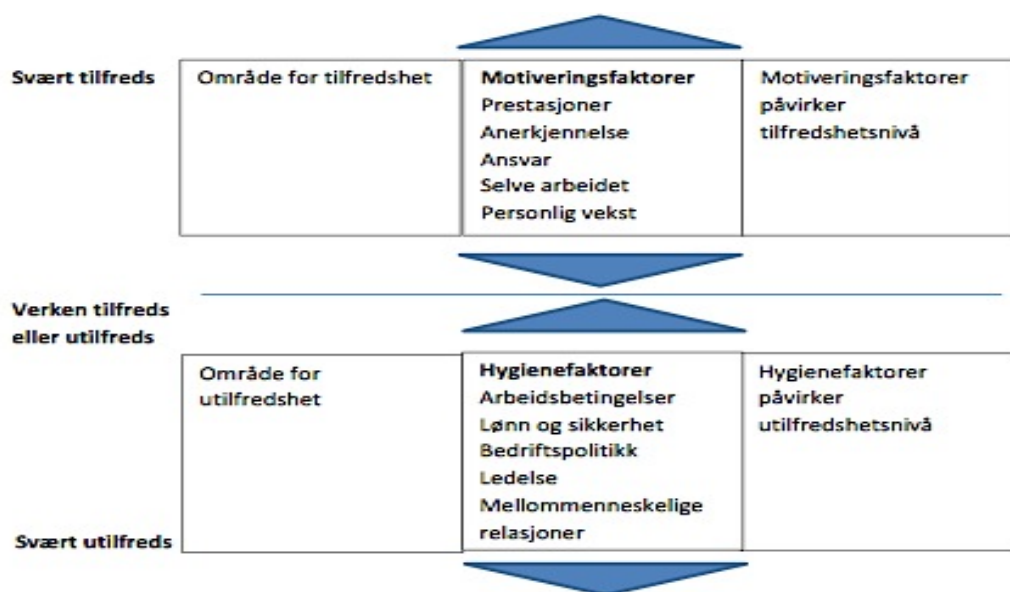 Svært tilfreds
Område for tilfredshet
Motiveringsfaktorer
Prestasjoner
Anerkjennelse
Ansvar
Selve arbeidet
Personlig vekst
Motiveringsfaktorer
påvirker
tilfredshetsnivå
Verken tilfreds
eller utilfreds
Område for
utilfredshet
Hygienefaktorer
Arbeidsbetingelser
Lønn og sikkerhet
Bedriftspolitikk
Ledelse
Mellommenneskelige
relasjoner
Hygienefaktorer
påvirker
utilfredshetsnivå
Svært utilfreds